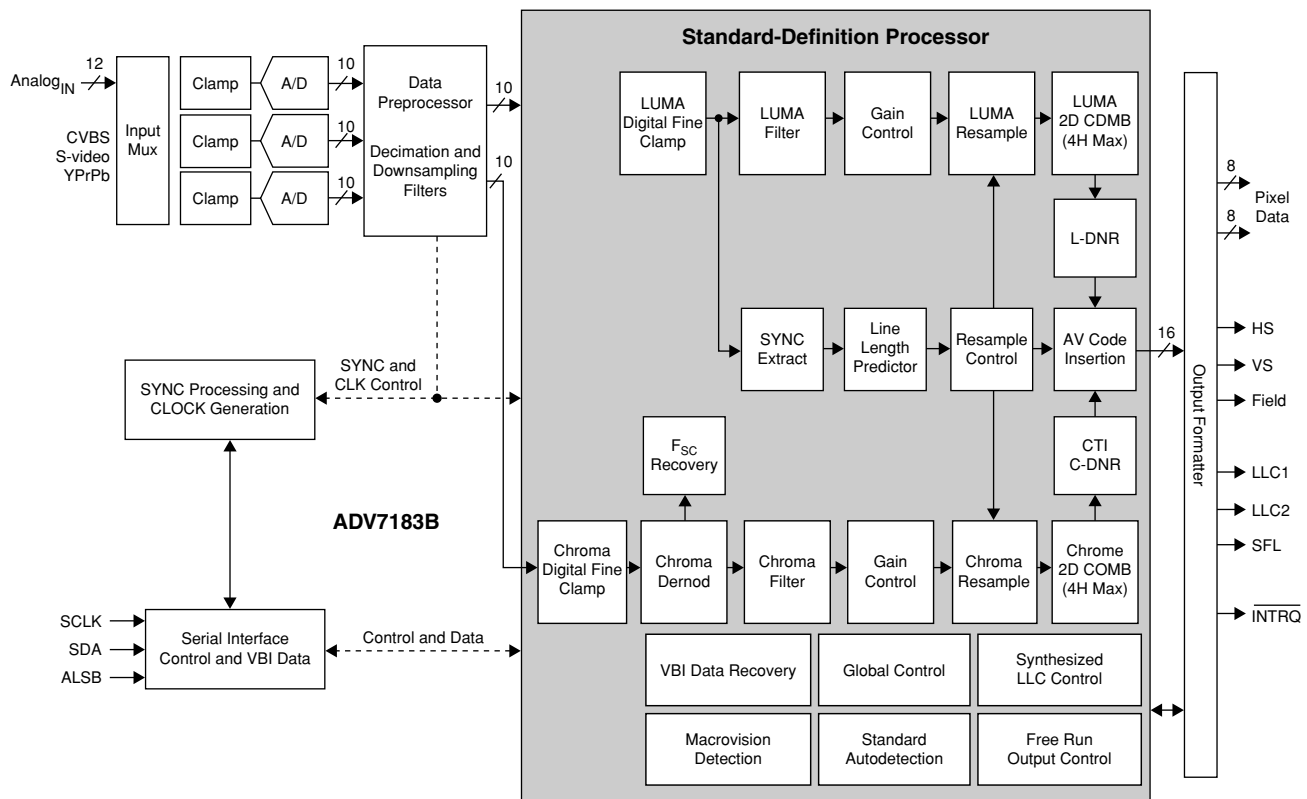 Standard-Definition Processor
Analog IN
12
CVBS
S-video
YPrPb
Input
Mux
Clamp
A/D
10
Clamp
A/D
10
Clamp
A/D
10
Data
Preprocessor
Decimation and
Downsampling
Filters
10
10
LUMA
Digital Fine
Clamp
LUMA
Filter
Gain
Control
LUMA
Resample
LUMA
2D CDMB
(4H Max)
L-DNR
SYNC
Extract
Line
Length
Predictor
Resample
Control
AV Code
Insertion
16
SYNC and
CLK Control
SYNC Processing and
CLOCK Generation
FSC
Recovery
CTI
C-DNR
ADV7183B
Chroma
Digital Fine
Clamp
Chroma
Dernod
Chroma
Filter
Gain
Control
Chroma
Resample
Chrome
2D COMB
(4H Max)
SCLK
SDA
ALSB
Serial Interface
Control and VBI Data
Control and Data
VBI Data Recovery
Global Control
Synthesized
LLC Control
Macrovision
Detection
Standard
Autodetection
Free Run
Output Control
Output Formatter
8
8
Pixel
Data
HS
VS
Field
LLC1
LLC2
SFL
INTRQ